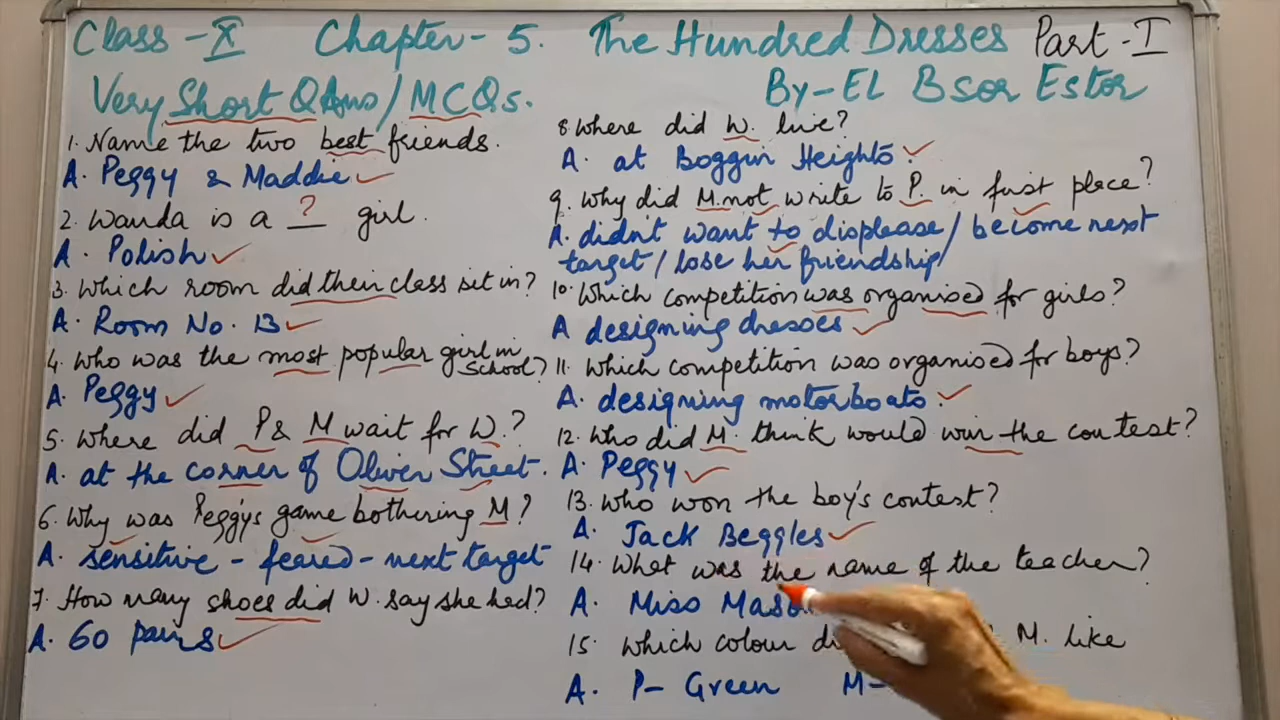 Class - X Chapter - 5. The Hundred Dresses Part - I
Very Short QAns / MCQs. By - EL Bsor Estor
1. Name the two best friends.
A. Peggy & Maddie
2. Wanda is a ? girl.
A. Polish
3. Which room did their class sit in?
A. Room No. 13
4. Who was the most popular girl in school?
A. Peggy
5. Where did P & M wait for W.?
A. at the corner of Oliver Street.
6. Why was Peggy's game bothering M?
A. sensitive - feared - next target
7. How many shoes did W. say she had?
A. 60 pairs
8. Where did W. live?
A. at Boggin Heights
9. Why did M. not write to P. in first place?
A. didn't want to displease / become next
target / lose her friendship
10. Which competition was organised for girls?
A designing dresses
11. Which competition was organised for boys?
A. designing motorboats.
12. Who did M. think would win the contest?
A. Peggy
13. Who won the boy's contest?
A. Jack Beggles
14. What was the name of the teacher?
A. Miss
15. Which colour M. like
A. P - Green M -